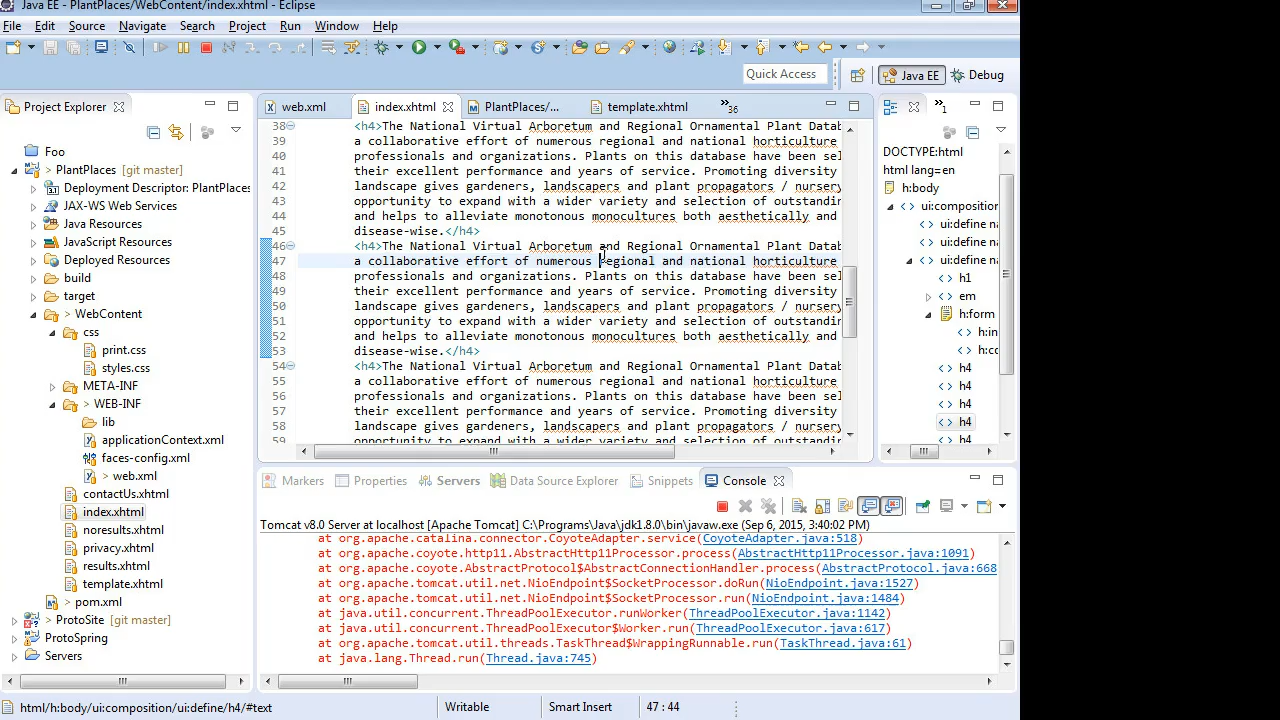 Java EE - PlantPlaces/WebContent/index.xhtml - Eclipse
File Edit Source Navigate Search Project Run Window Help
Quick Access Java EE Debug
Project Explorer
Foo
> PlantPlaces [git master]
Deployment Descriptor: PlantPlaces
JAX-WS Web Services
Java Resources
JavaScript Resources
Deployed Resources
build
target
> WebContent
css
print.css
styles.css
META-INF
> WEB-INF
lib
applicationContext.xml
faces-config.xml
> web.xml
contactUs.xhtml
index.xhtml
noresults.xhtml
privacy.xhtml
results.xhtml
template.xhtml
> pom.xml
> ProtoSite [git master]
ProtoSpring
Servers
web.xml index.xhtml PlantPlaces/... template.xhtml »36
38 <h4>The National Virtual Arboretum and Regional Ornamental Plant Datab
39 a collaborative effort of numerous regional and national horticulture
40 professionals and organizations. Plants on this database have been sel
41 their excellent performance and years of service. Promoting diversity
42 landscape gives gardeners, landscapers and plant propagators / nursery
43 opportunity to expand with a wider variety and selection of outstandin
44 and helps to alleviate monotonous monocultures both aesthetically and
45 disease-wise.</h4>
46 <h4>The National Virtual Arboretum and Regional Ornamental Plant Datab
47 a collaborative effort of numerous regional and national horticulture
48 professionals and organizations. Plants on this database have been sel
49 their excellent performance and years of service. Promoting diversity
50 landscape gives gardeners, landscapers and plant propagators / nursery
51 opportunity to expand with a wider variety and selection of outstandin
52 and helps to alleviate monotonous monocultures both aesthetically and
53 disease-wise.</h4>
54 <h4>The National Virtual Arboretum and Regional Ornamental Plant Datab
55 a collaborative effort of numerous regional and national horticulture
56 professionals and organizations. Plants on this database have been sel
57 their excellent performance and years of service. Promoting diversity
58 landscape gives gardeners, landscapers and plant propagators / nursery
59 opportunity to expand with a wider variety and selection of outstandin
»1
DOCTYPE:html
html lang=en
h:body
ui:composition
ui:define na
ui:define na
ui:define na
h1
em
h:form
h:in
h:co
h4
h4
h4
h4
h4
Markers Properties Servers Data Source Explorer Snippets Console
Tomcat v8.0 Server at localhost [Apache Tomcat] C:\Programs\Java\jdk1.8.0\bin\javaw.exe (Sep 6, 2015, 3:40:02 PM)
at org.apache.catalina.connector.CoyoteAdapter.service(CoyoteAdapter.java:518)
at org.apache.coyote.http11.AbstractHttp11Processor.process(AbstractHttp11Processor.java:1091)
at org.apache.coyote.AbstractProtocol$AbstractConnectionHandler.process(AbstractProtocol.java:668
at org.apache.tomcat.util.net.NioEndpoint$SocketProcessor.doRun(NioEndpoint.java:1527)
at org.apache.tomcat.util.net.NioEndpoint$SocketProcessor.run(NioEndpoint.java:1484)
at java.util.concurrent.ThreadPoolExecutor.runWorker(ThreadPoolExecutor.java:1142)
at java.util.concurrent.ThreadPoolExecutor$Worker.run(ThreadPoolExecutor.java:617)
at org.apache.tomcat.util.threads.TaskThread$WrappingRunnable.run(TaskThread.java:61)
at java.lang.Thread.run(Thread.java:745)
html/h:body/ui:composition/ui:define/h4/#text Writable Smart Insert 47 : 44